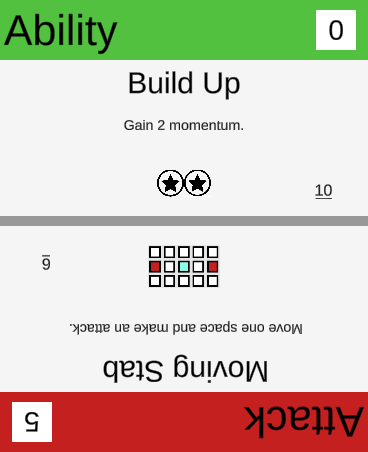 Ability 0
Build Up
Gain 2 momentum.
10
Attack 5
Moving Stab
Move one space and make an attack.
9